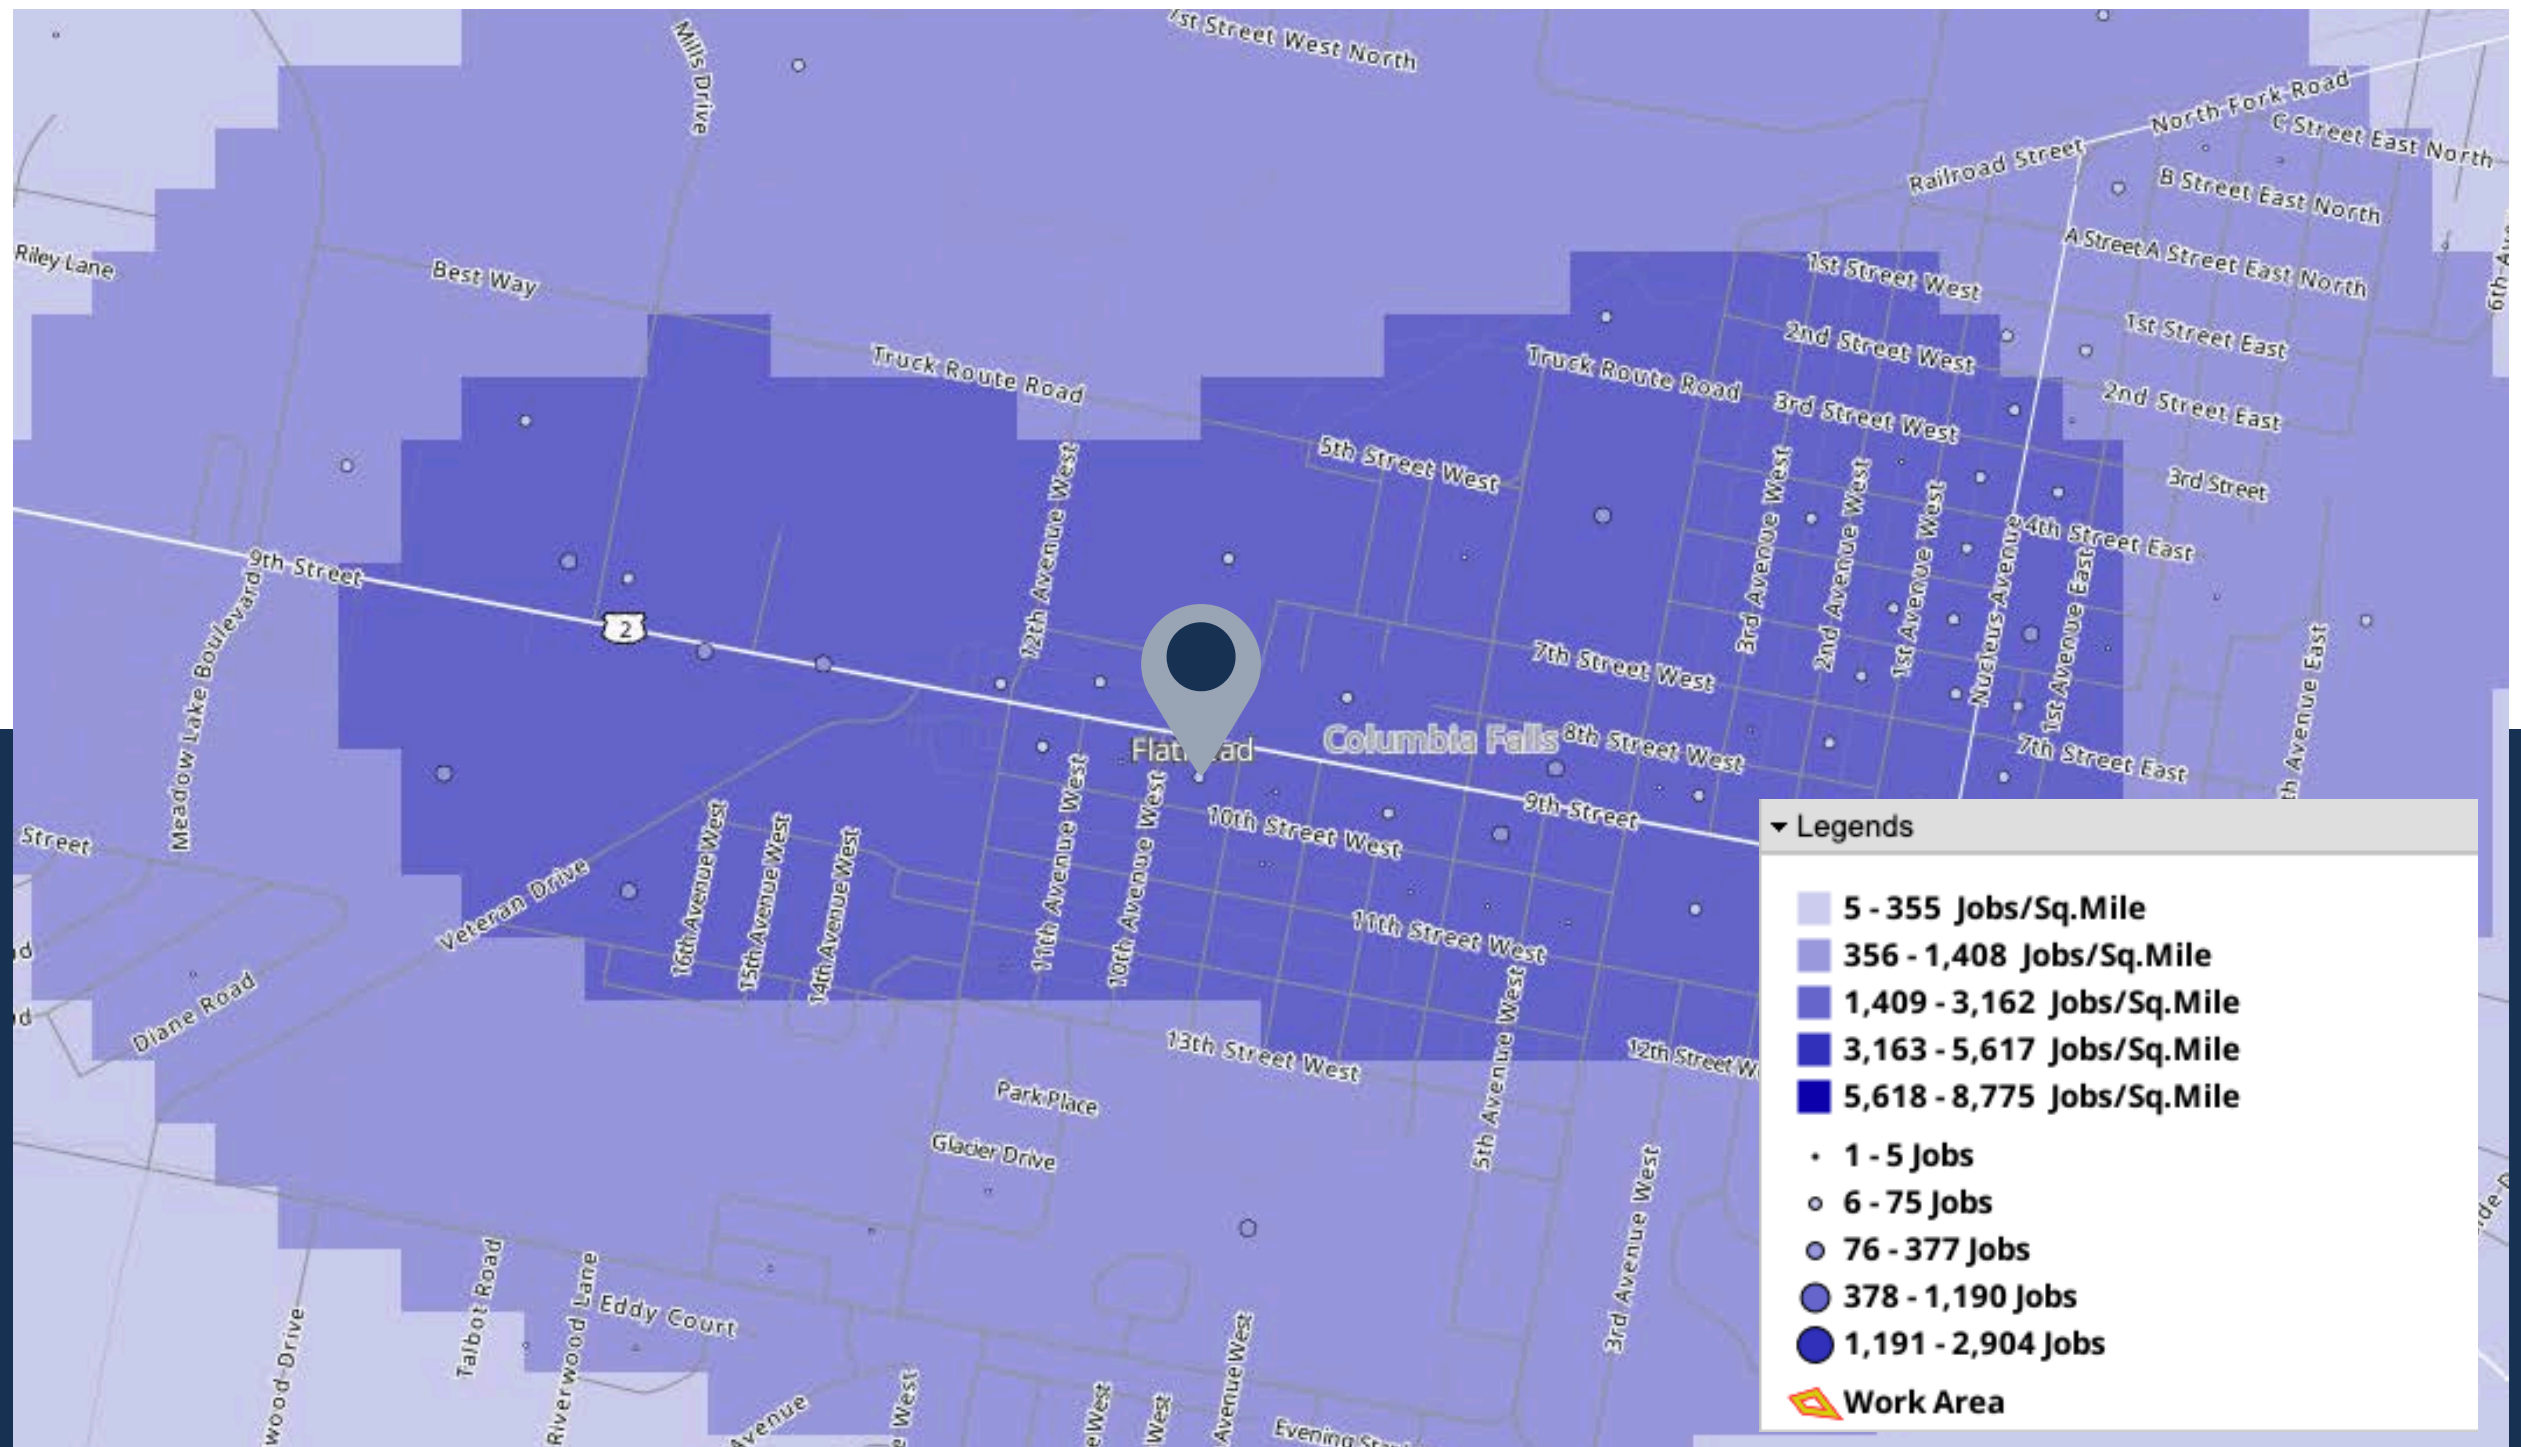 7st Street West North
Mills Drive
North Fork Road
C Street East North
Railroad Street
B Street East North
A Street
A Street East North
Riley Lane
Best Way
1st Street West
1st Street East
2nd Street West
Truck Route Road
Truck Route Road
2nd Street East
3rd Street West
5th Street West
3rd Street
12th Avenue West
3rd Avenue West
2nd Avenue West
1st Avenue West
Nucleus Avenue
4th Street East
1st Avenue East
9th Street
2
Meadow Lake Boulevard
7th Street West
Columbia Falls
8th Street West
7th Street East
9th Street
10th Street West
Street
Veteran Drive
16th Avenue West
15th Avenue West
14th Avenue West
11th Avenue West
10th Avenue West
11th Street West
Diane Road
13th Street West
5th Avenue West
12th Street W
Park Place
Glacier Drive
3rd Avenue West
Talbot Road
Riverwood Lane
Eddy Court
wood Drive
Avenue
e West
e West
West
Avenue West
Legends
5 - 355 Jobs/Sq.Mile
356 - 1,408 Jobs/Sq.Mile
1,409 - 3,162 Jobs/Sq.Mile
3,163 - 5,617 Jobs/Sq.Mile
5,618 - 8,775 Jobs/Sq.Mile
1 - 5 Jobs
6 - 75 Jobs
76 - 377 Jobs
378 - 1,190 Jobs
1,191 - 2,904 Jobs
Work Area